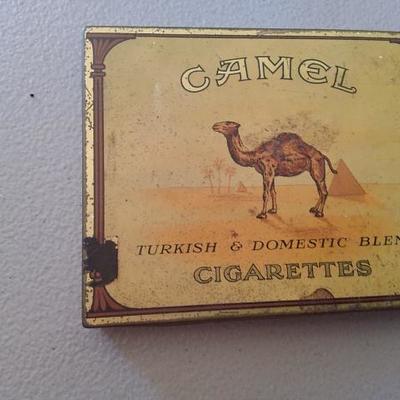 CAMEL
TURKISH & DOMESTIC BLEN
CIGARETTES